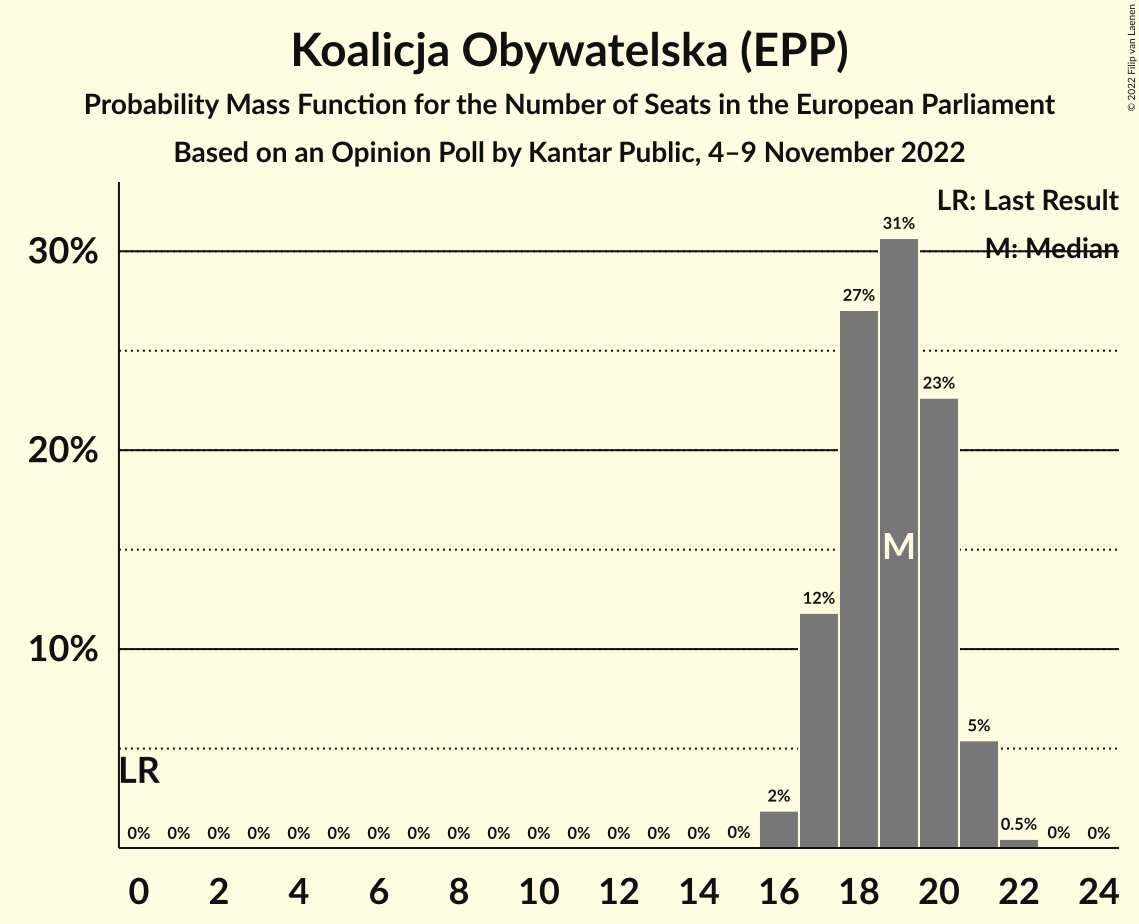 Koalicja Obywatelska (EPP)
Probability Mass Function for the Number of Seats in the European Parliament
Based on an Opinion Poll by Kantar Public, 4–9 November 2022
© 2022 Filip van Laenen
LR: Last Result
M: Median
30%
20%
10%
31%
27%
23%
12%
5%
2%
0.5%
M
LR
0% 0% 0% 0% 0% 0% 0% 0% 0% 0% 0% 0% 0% 0% 0% 0% 0% 0%
0 2 4 6 8 10 12 14 16 18 20 22 24